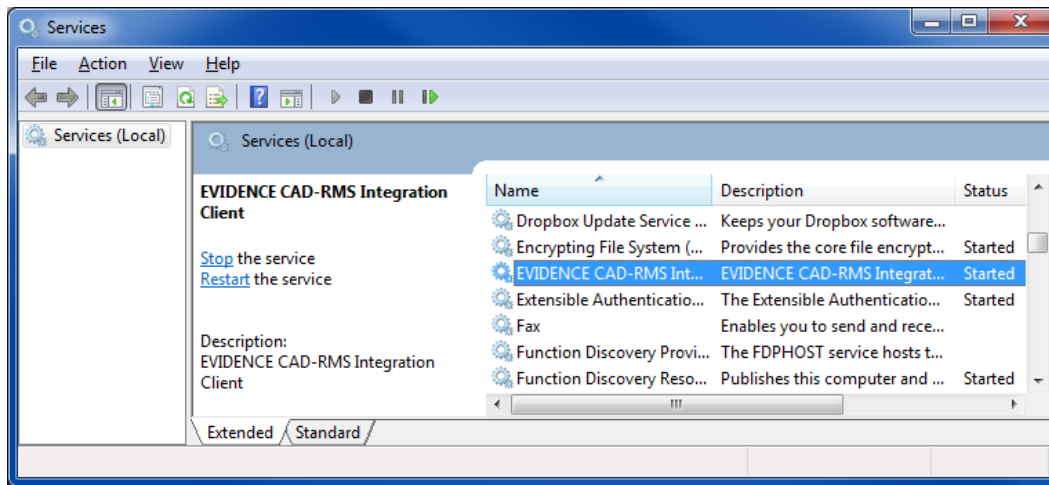 Services
File Action View Help
Services (Local)
Services (Local)
EVIDENCE CAD-RMS Integration
Client
Stop the service
Restart the service
Description:
EVIDENCE CAD-RMS Integration
Client
Name Description Status
Dropbox Update Service ... Keeps your Dropbox software...
Encrypting File System (... Provides the core file encrypt... Started
EVIDENCE CAD-RMS Int... EVIDENCE CAD-RMS Integrat... Started
Extensible Authenticatio... The Extensible Authenticatio... Started
Fax Enables you to send and rece...
Function Discovery Provi... The FDPHOST service hosts t...
Function Discovery Reso... Publishes this computer and ... Started
Extended Standard